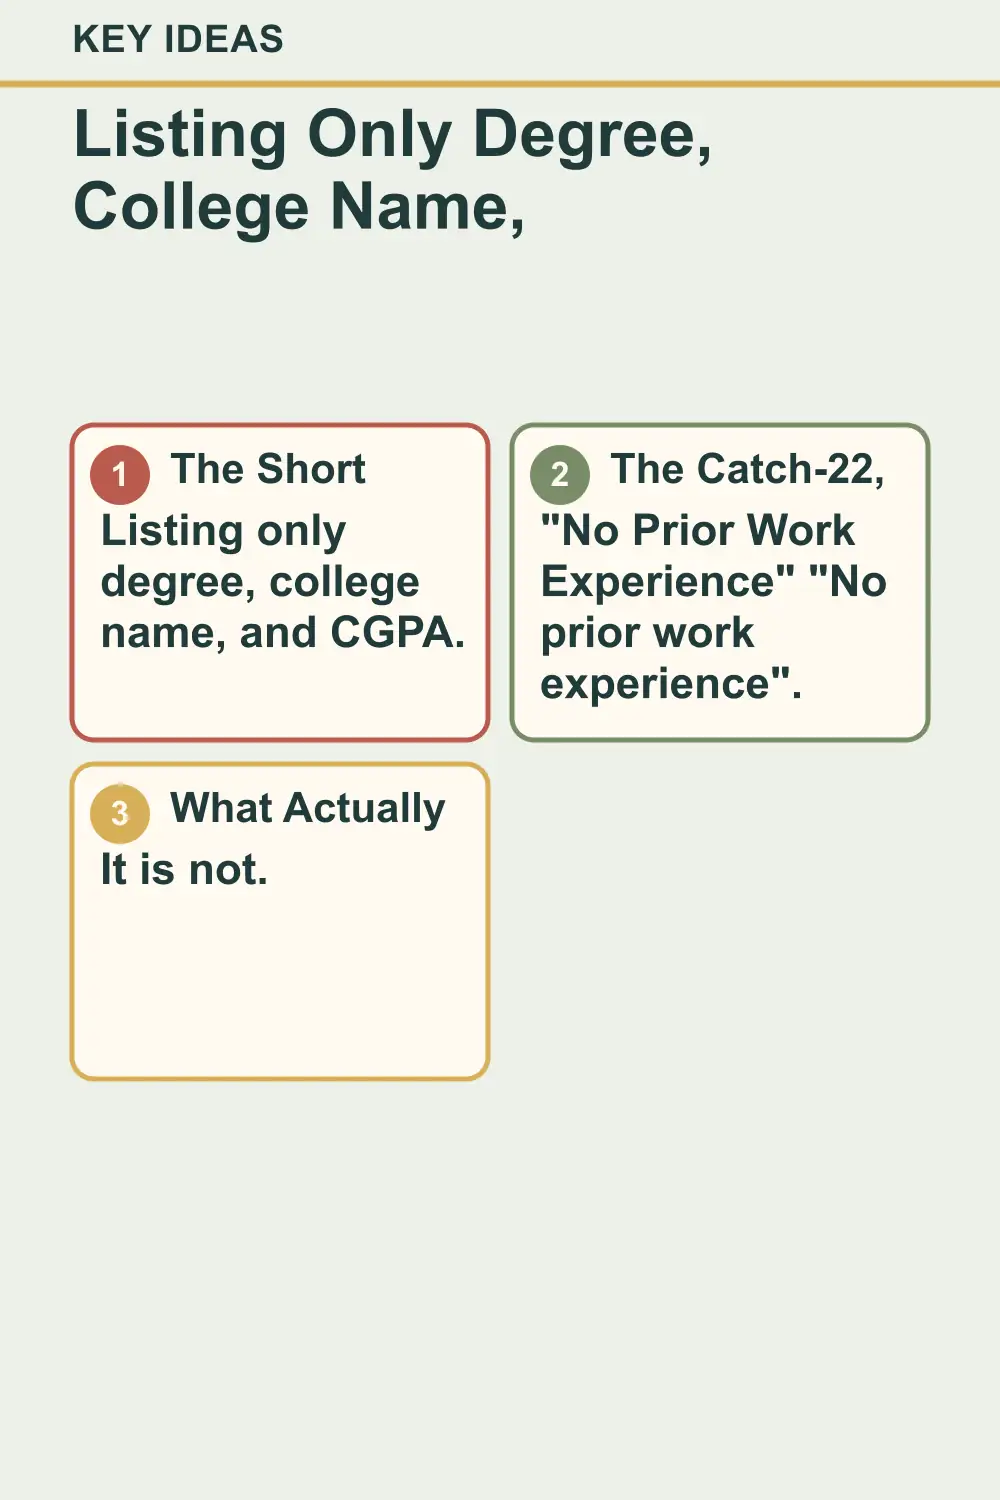 KEY IDEAS
Listing Only Degree,
College Name,
1 The Short
Listing only
degree, college
name, and CGPA.
2 The Catch-22,
"No Prior Work
Experience" "No
prior work
experience".
3 What Actually
It is not.